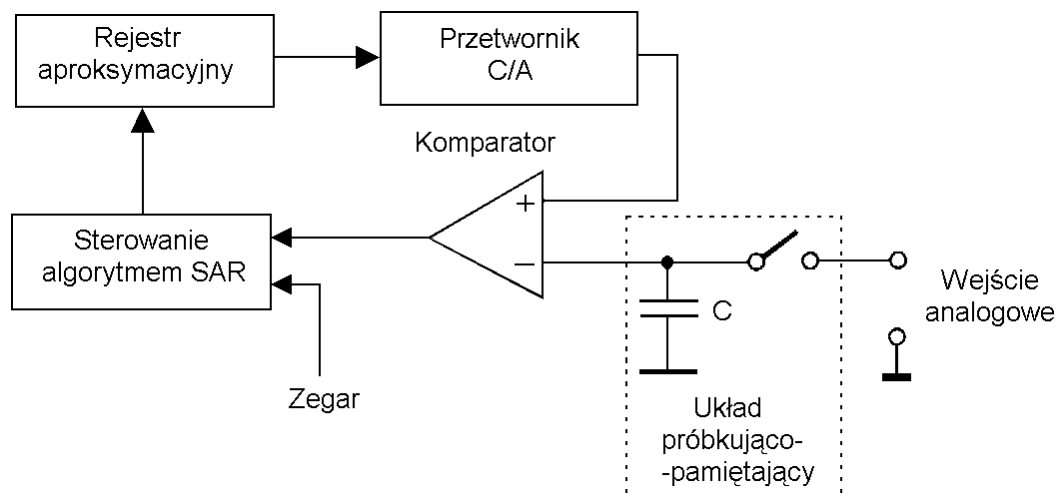 Rejestr
aproksymacyjny
Przetwornik
C/A
Komparator
+
−
Sterowanie
algorytmem SAR
Zegar
C
Wejście
analogowe
Układ
próbkująco-
-pamiętający